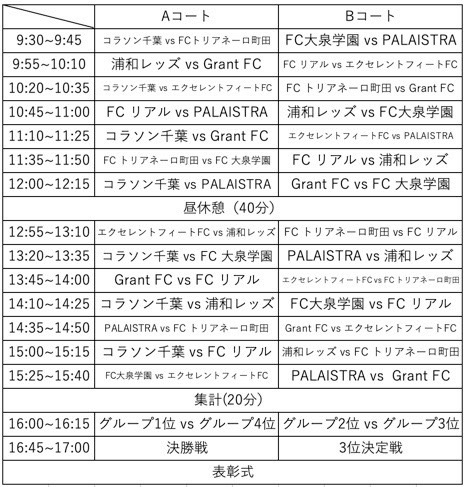 Aコート Bコート
9:30~9:45 コラソン千葉 vs FCトリアネーロ町田 FC大泉学園 vs PALAISTRA
9:55~10:10 浦和レッズ vs Grant FC FC リアル vs エクセレントフィートFC
10:20~10:35 コラソン千葉 vs エクセレントフィートFC FC トリアネーロ町田 vs Grant FC
10:45~11:00 FC リアル vs PALAISTRA 浦和レッズ vs FC大泉学園
11:10~11:25 コラソン千葉 vs Grant FC エクセレントフィートFC vs PALAISTRA
11:35~11:50 FC トリアネーロ町田 vs FC 大泉学園 FC リアル vs 浦和レッズ
12:00~12:15 コラソン千葉 vs PALAISTRA Grant FC vs FC 大泉学園
昼休憩（40分）
12:55~13:10 エクセレントフィートFC vs 浦和レッズ FC トリアネーロ町田 vs FC リアル
13:20~13:35 コラソン千葉 vs FC 大泉学園 PALAISTRA vs 浦和レッズ
13:45~14:00 Grant FC vs FC リアル エクセレントフィートFC vs FC トリアネーロ町田
14:10~14:25 コラソン千葉 vs 浦和レッズ FC大泉学園 vs FC リアル
14:35~14:50 PALAISTRA vs FC トリアネーロ町田 Grant FC vs エクセレントフィートFC
15:00~15:15 コラソン千葉 vs FC リアル 浦和レッズ vs FC トリアネーロ町田
15:25~15:40 FC大泉学園 vs エクセレントフィートFC PALAISTRA vs Grant FC
集計(20分)
16:00~16:15 グループ1位 vs グループ4位 グループ2位 vs グループ3位
16:45~17:00 決勝戦 3位決定戦
表彰式